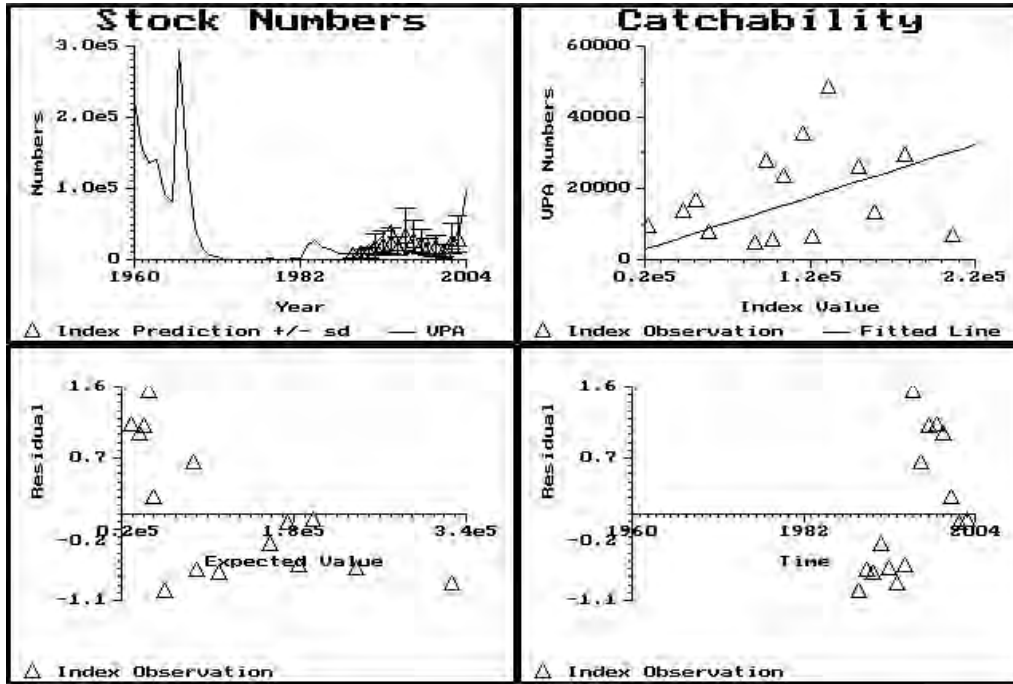 Stock Numbers
3.0e5
2.0e5
1.0e5
0
Numbers
1960 1982 2004
Year
Index Prediction +/- sd VPA
Catchability
60000
40000
20000
0
VPA Numbers
0.2e5 1.2e5 2.2e5
Index Value
Index Observation Fitted Line
1.6
0.7
-0.2
-1.1
Residual
0.2e5 1.8e5 3.4e5
Expected Value
Index Observation
1.6
0.7
-0.2
-1.1
Residual
1960 1982 2004
Time
Index Observation